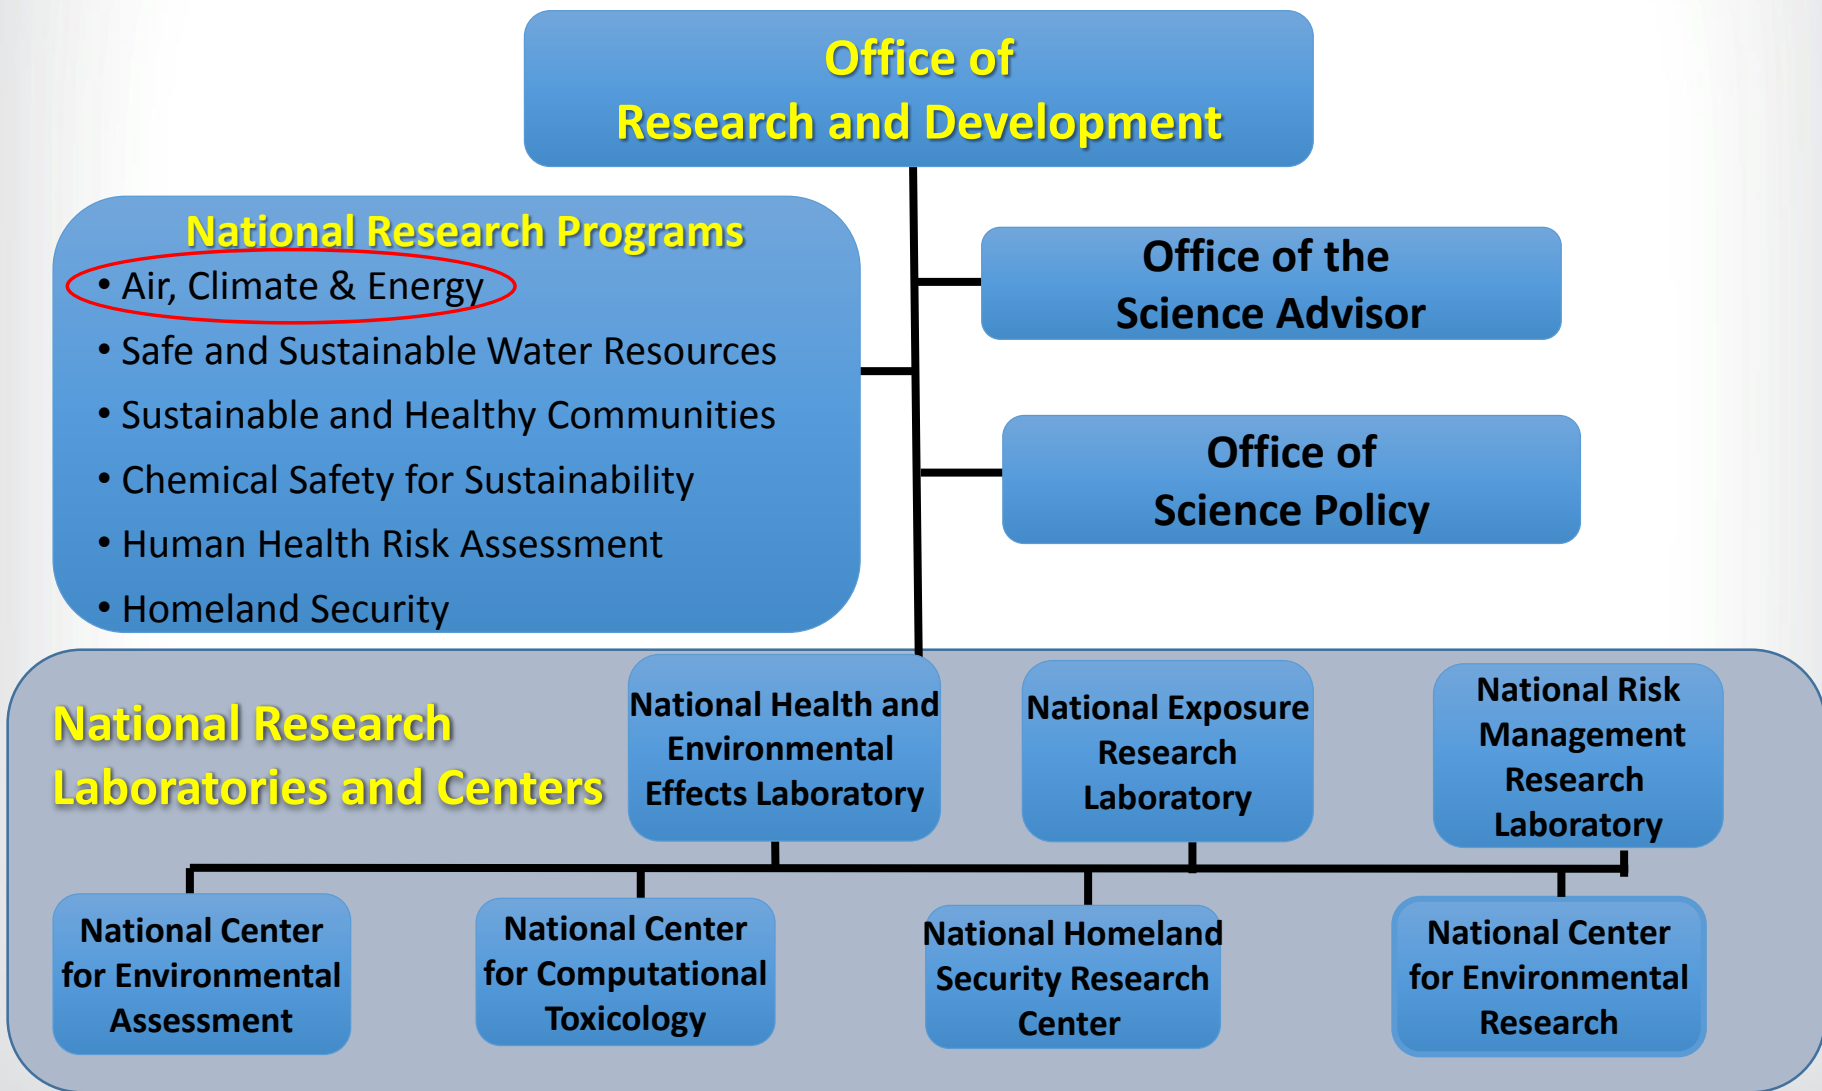 Office of
Research and Development
National Research Programs
• Air, Climate & Energy
• Safe and Sustainable Water Resources
• Sustainable and Healthy Communities
• Chemical Safety for Sustainability
• Human Health Risk Assessment
• Homeland Security
Office of the
Science Advisor
Office of
Science Policy
National Research
Laboratories and Centers
National Health and
Environmental
Effects Laboratory
National Exposure
Research
Laboratory
National Risk
Management
Research
Laboratory
National Center
for Environmental
Assessment
National Center
for Computational
Toxicology
National Homeland
Security Research
Center
National Center
for Environmental
Research